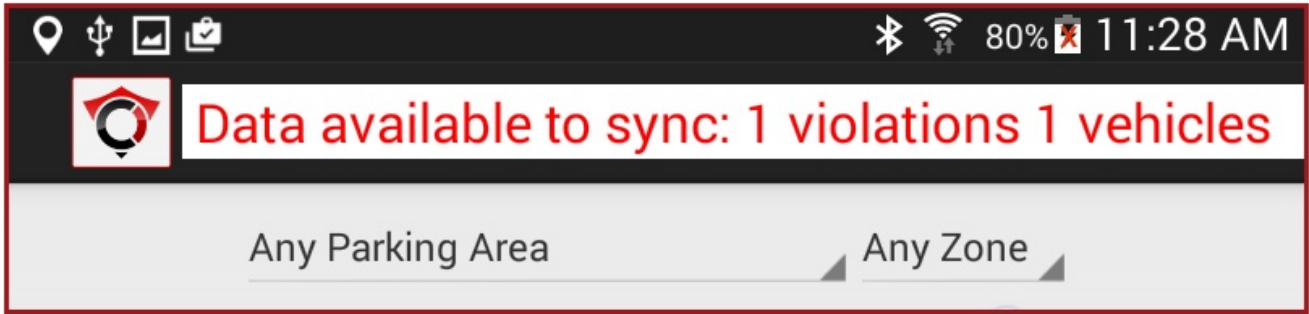 80% 11:28 AM
Data available to sync: 1 violations 1 vehicles
Any Parking Area Any Zone